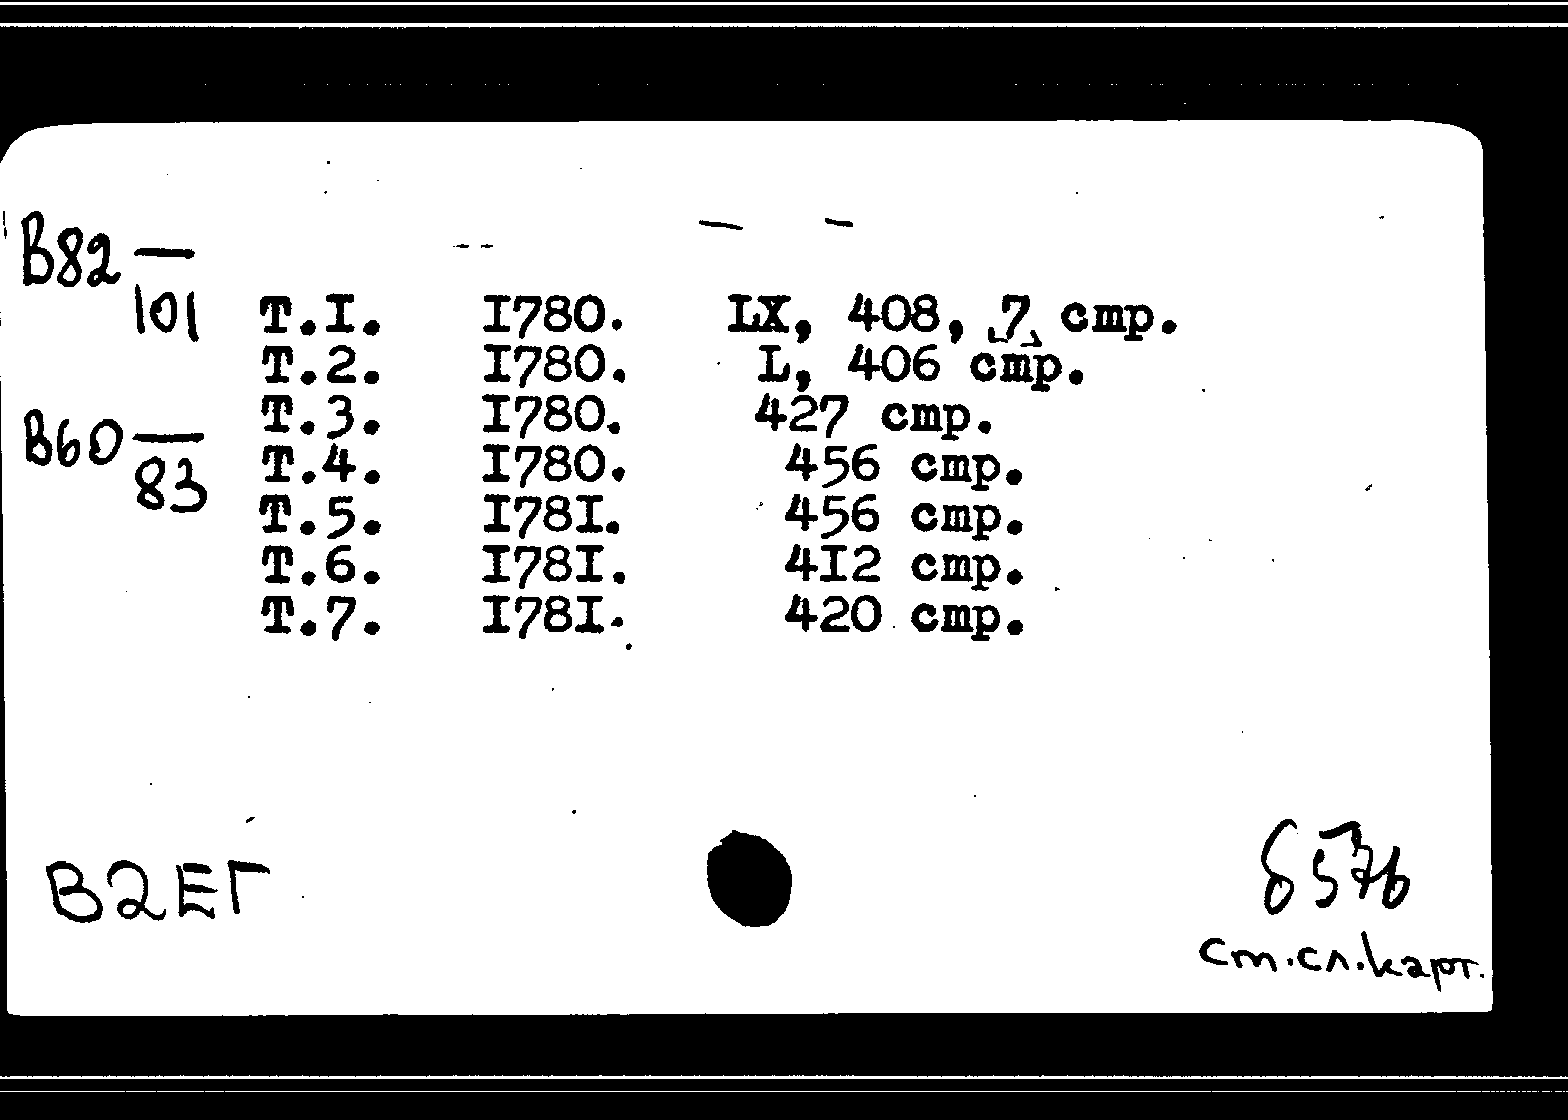 В82 —
101
Т.I. I780. LX, 408, 7 стр.
Т.2. I780. L, 406 стр.
Т.3. I780. 427 стр.
В60 —
83
Т.4. I780. 456 стр.
Т.5. I78I. 456 стр.
Т.6. I78I. 4I2 стр.
Т.7. I78I. 420 стр.
В2ЕГ
ст.сл.карт.